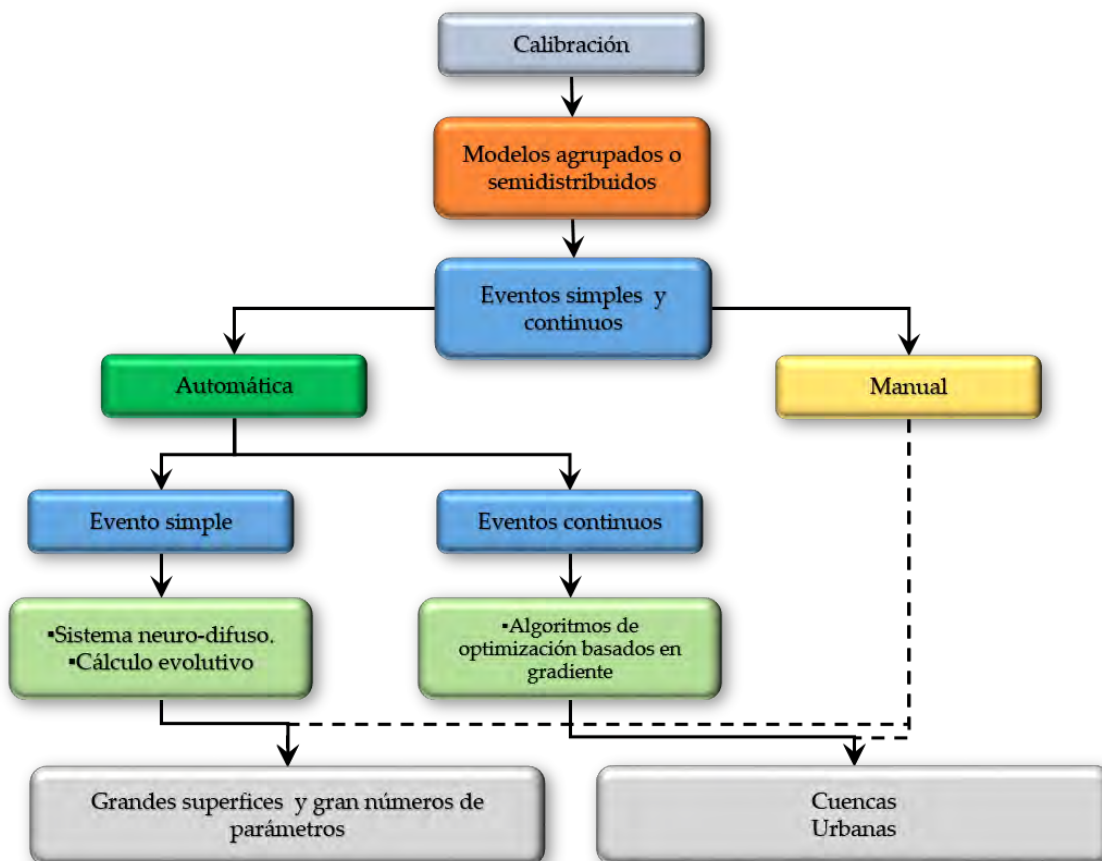 Calibración
Modelos agrupados o
semidistribuidos
Eventos simples y
continuos
Automática
Manual
Evento simple
Eventos continuos
▪Sistema neuro-difuso.
▪Cálculo evolutivo
▪Algoritmos de
optimización basados en
gradiente
Grandes superfices y gran números de
parámetros
Cuencas
Urbanas